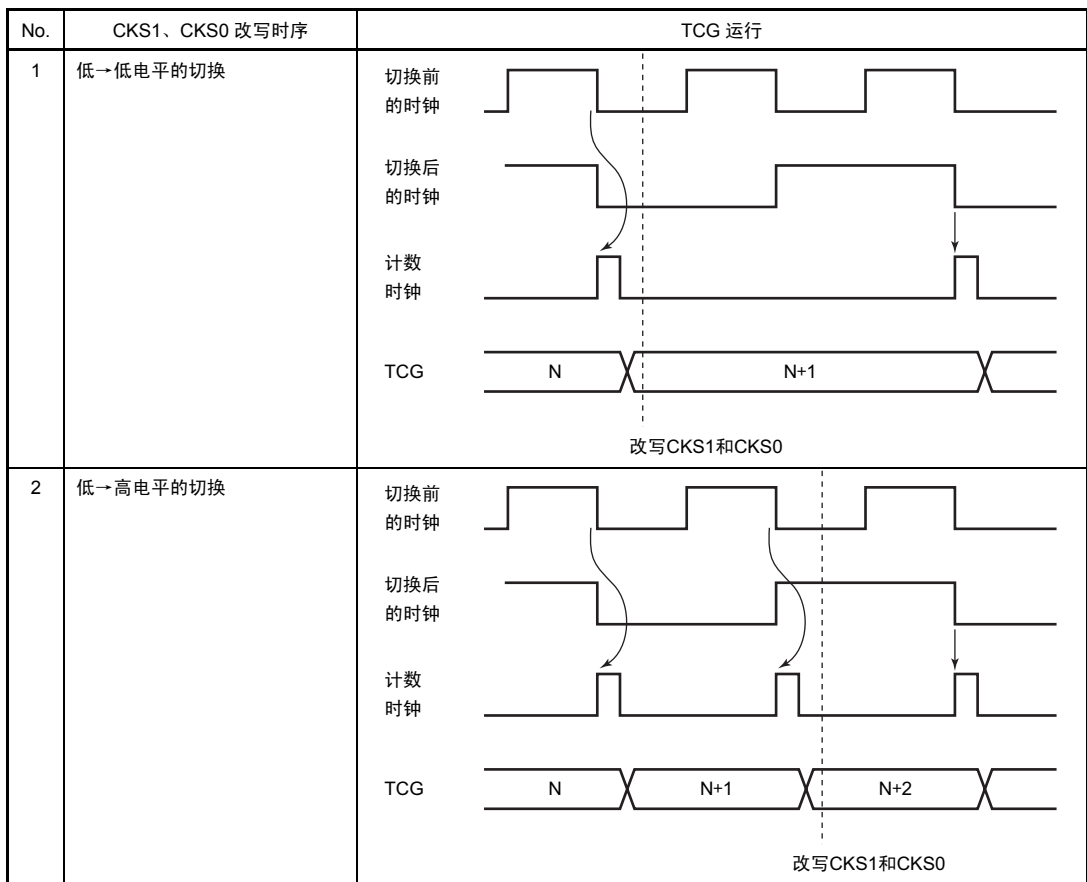 No. CKS1、CKS0 改写时序 TCG 运行
1 低→低电平的切换
切换前
的时钟
切换后
的时钟
计数
时钟
TCG N N+1
改写CKS1和CKS0
2 低→高电平的切换
切换前
的时钟
切换后
的时钟
计数
时钟
TCG N N+1 N+2
改写CKS1和CKS0